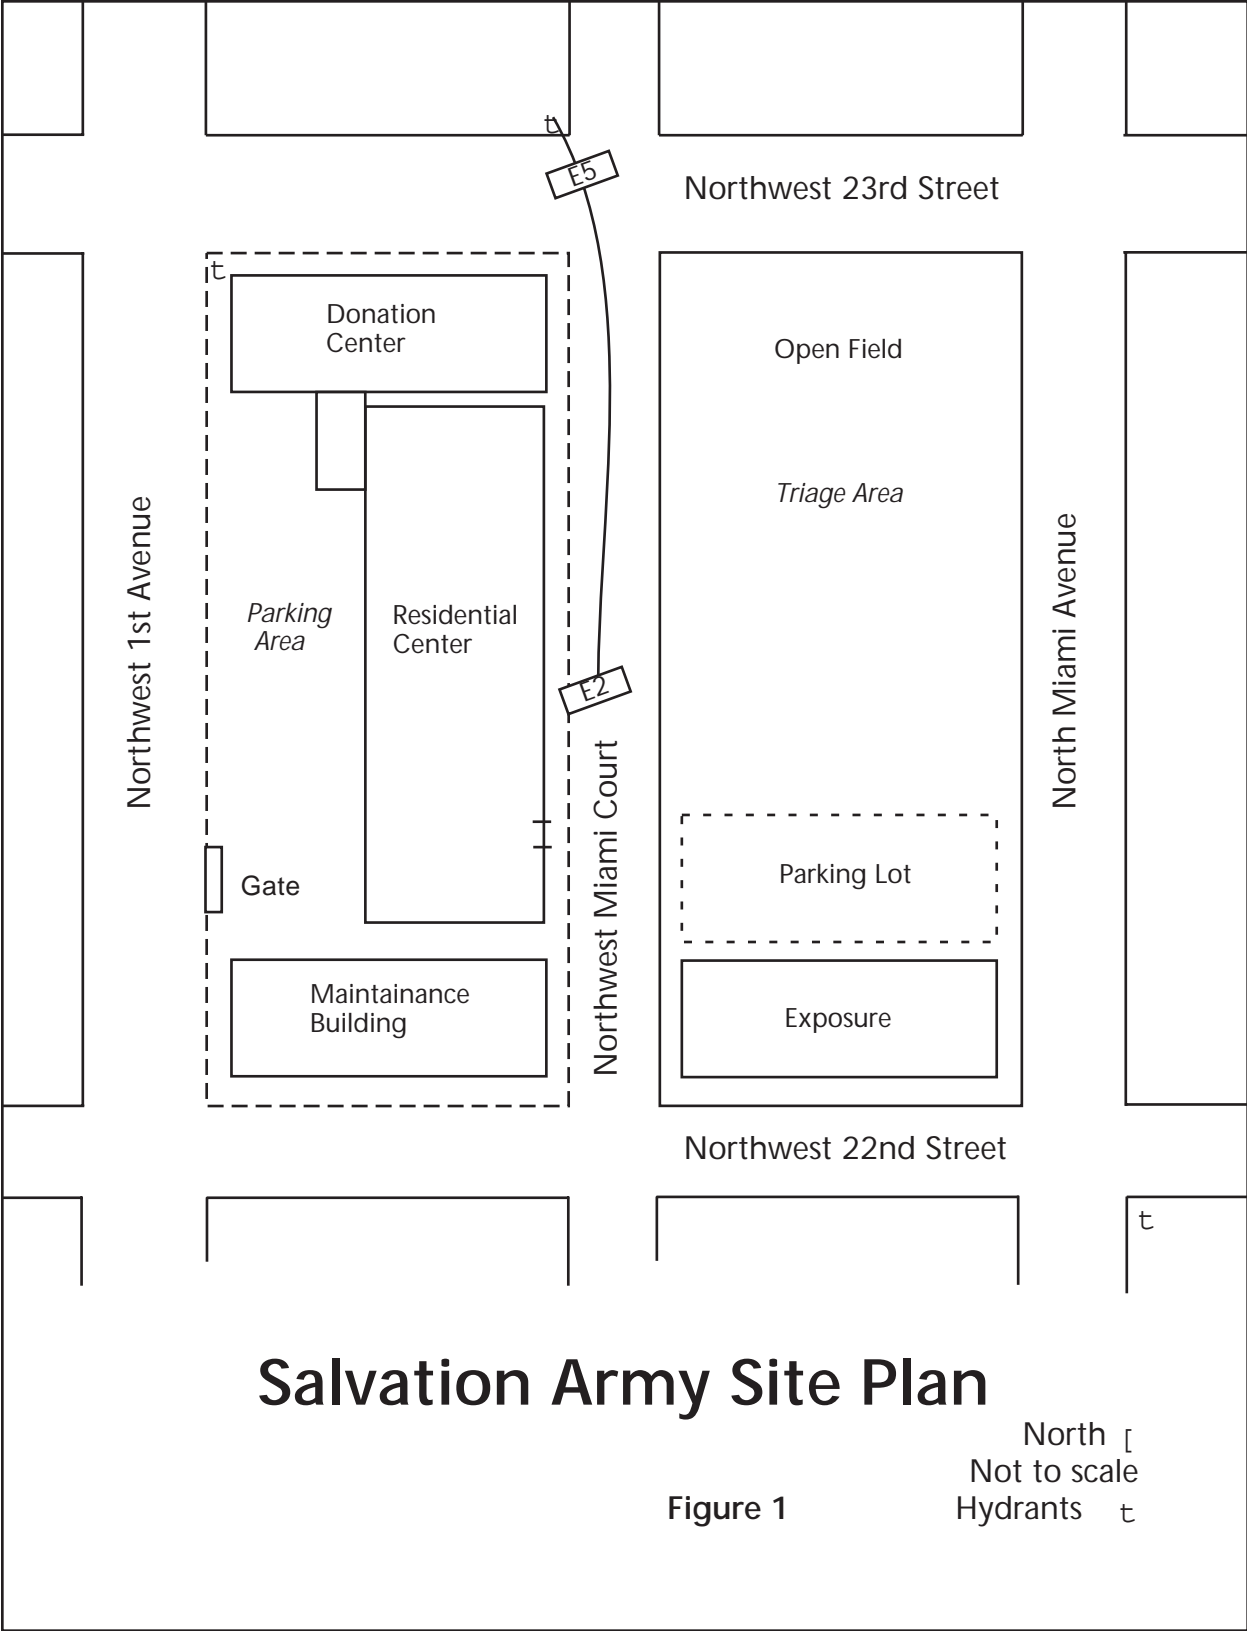 t
E5
Northwest 23rd Street
t
Donation
Center
Open Field
Triage Area
Northwest 1st Avenue
North Miami Avenue
Parking
Area
Residential
Center
E2
Northwest Miami Court
Parking Lot
Gate
Maintainance
Building
Exposure
Northwest 22nd Street
t
Salvation Army Site Plan
North [
Not to scale
Figure 1
Hydrants t